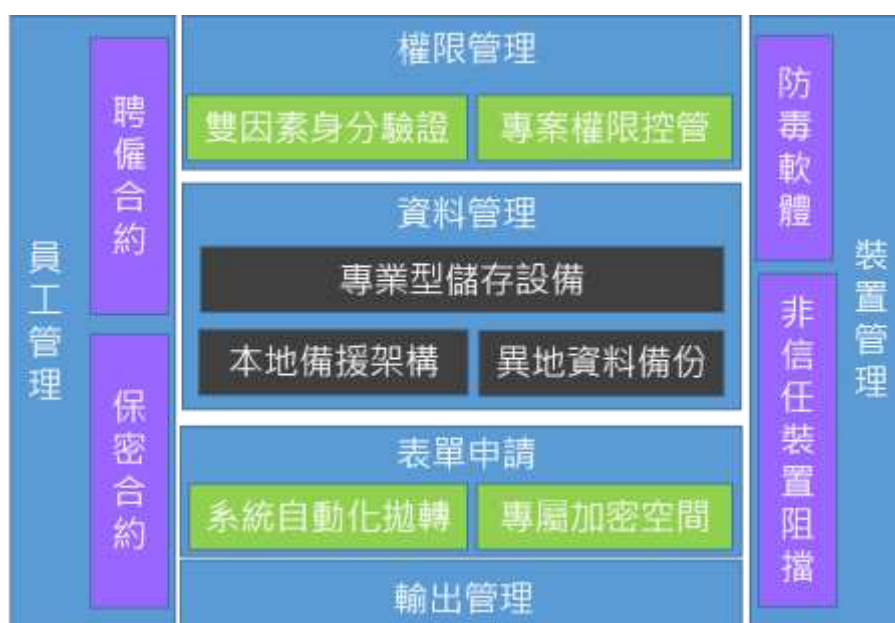 員工管理
聘僱合約
保密合約
權限管理
雙因素身分驗證
專案權限控管
資料管理
專業型儲存設備
本地備援架構
異地資料備份
表單申請
系統自動化拋轉
專屬加密空間
輸出管理
防毒軟體
非信任裝置阻擋
裝置管理